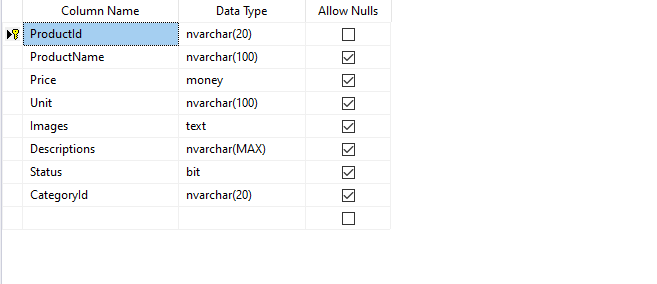 Column Name Data Type Allow Nulls
ProductId nvarchar(20)
ProductName nvarchar(100)
Price money
Unit nvarchar(100)
Images text
Descriptions nvarchar(MAX)
Status bit
CategoryId nvarchar(20)